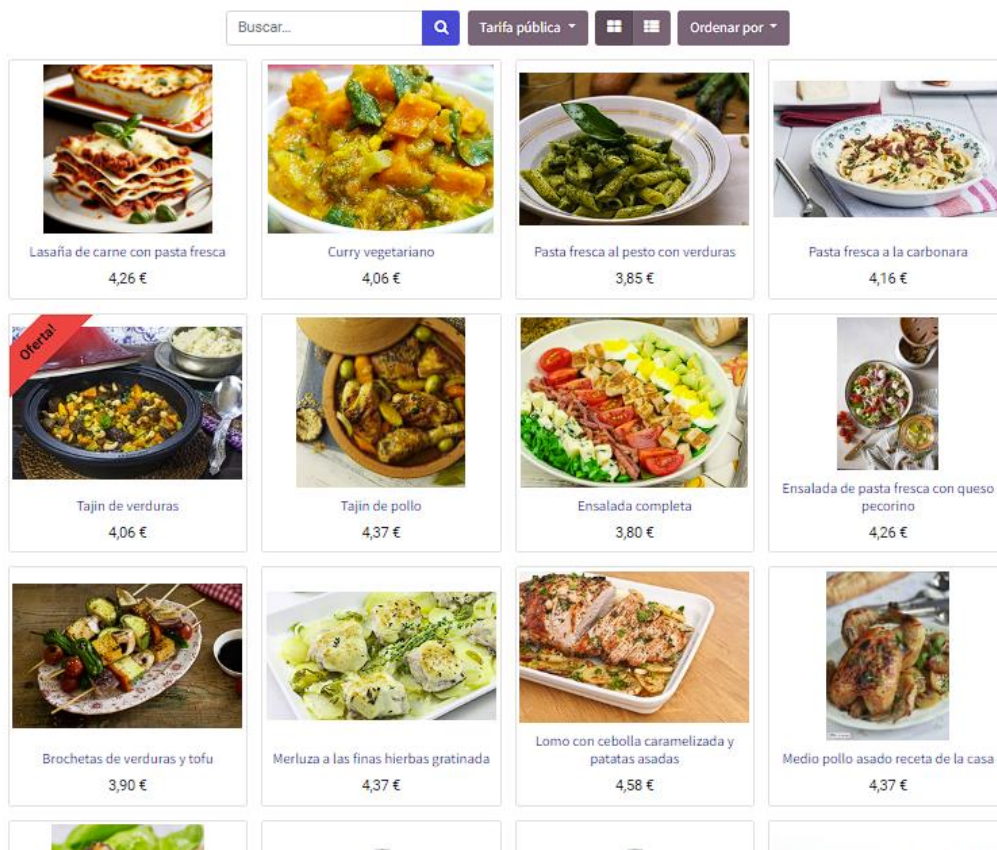 Buscar...
Tarifa pública
Ordenar por
Lasaña de carne con pasta fresca
4,26 €
Curry vegetariano
4,06 €
Pasta fresca al pesto con verduras
3,85 €
Pasta fresca a la carbonara
4,16 €
Oferta!
Tajin de verduras
4,06 €
Tajin de pollo
4,37 €
Ensalada completa
3,80 €
Ensalada de pasta fresca con queso
pecorino
4,26 €
Brochetas de verduras y tofu
3,90 €
Merluza a las finas hierbas gratinada
4,37 €
Lomo con cebolla caramelizada y
patatas asadas
4,58 €
Medio pollo asado receta de la casa
4,37 €